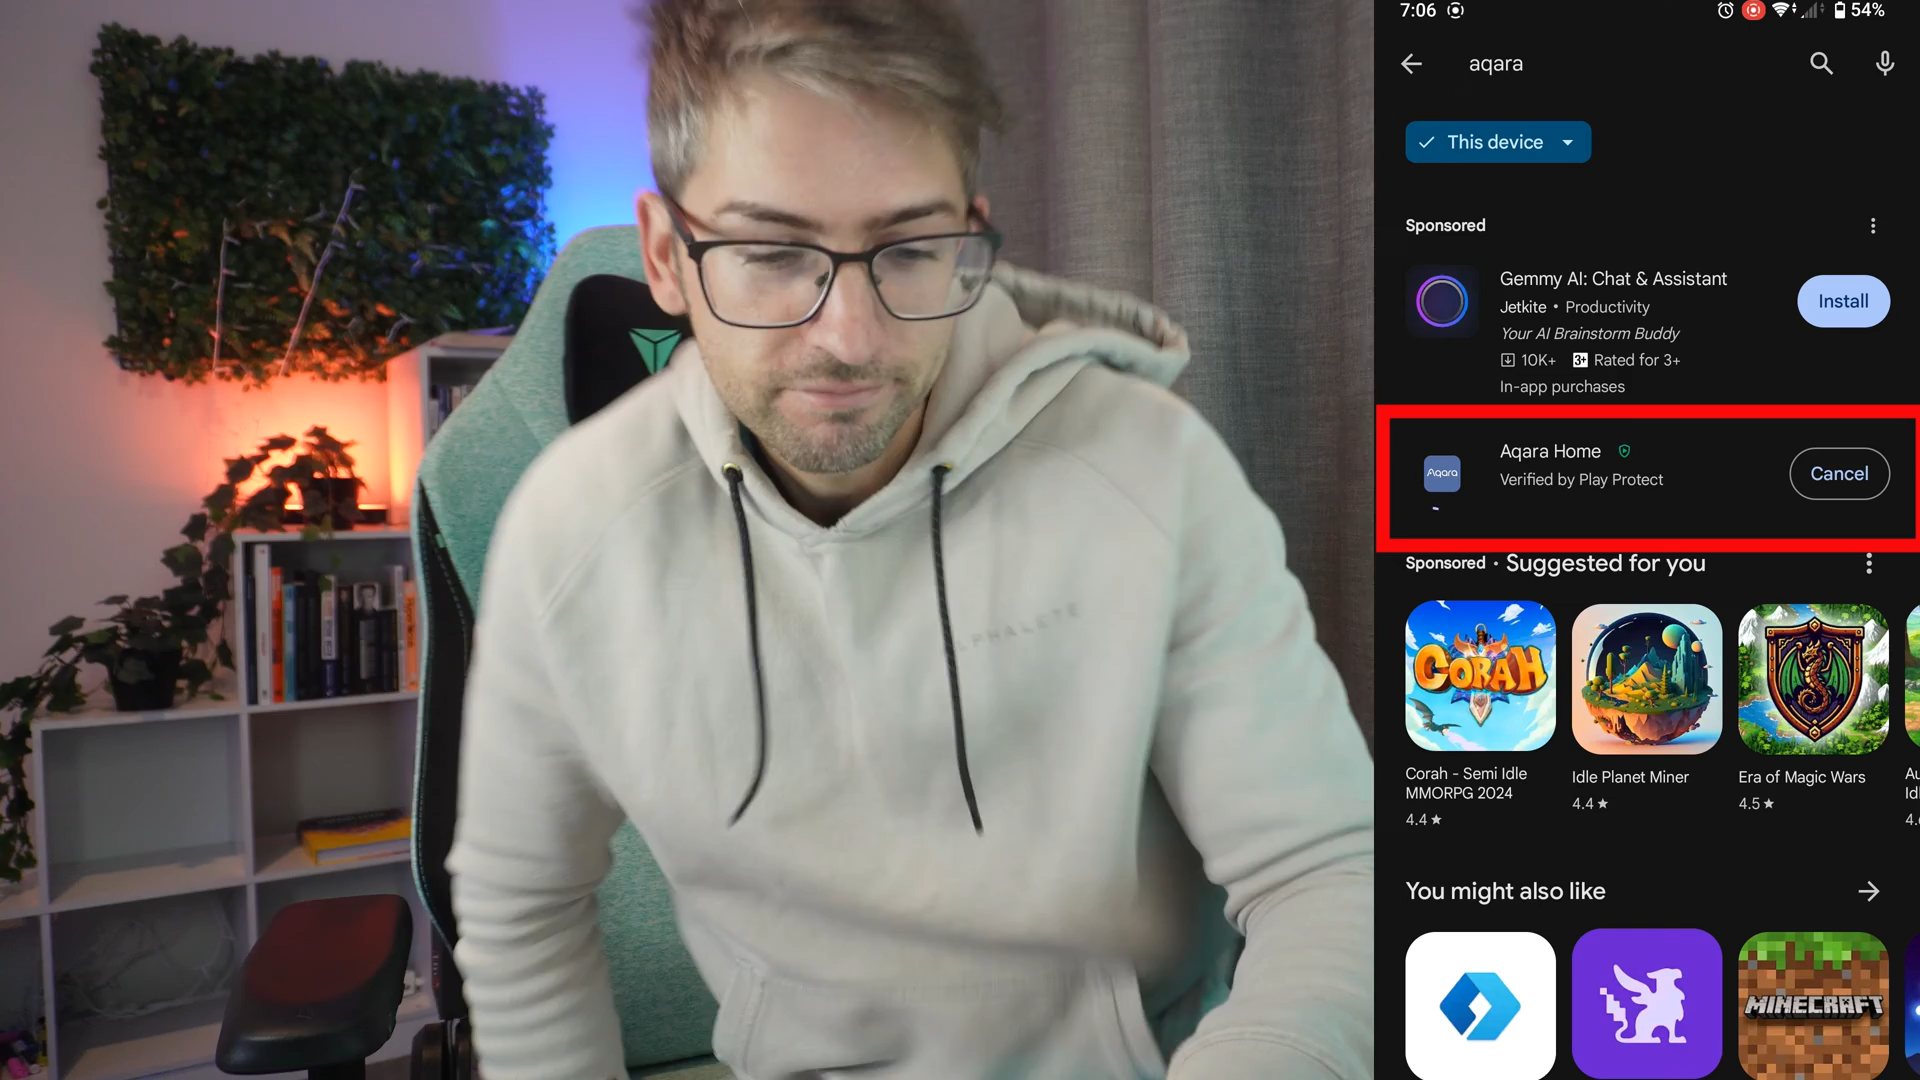 7:06
54%
aqara
This device
Sponsored
Gemmy AI: Chat & Assistant
Jetkite • Productivity
Your AI Brainstorm Buddy
10K+ 3+ Rated for 3+
In-app purchases
Install
Aqara
Aqara Home
Verified by Play Protect
Cancel
Sponsored · Suggested for you
CORAH
Corah - Semi Idle
MMORPG 2024
4.4★
Idle Planet Miner
4.4★
Era of Magic Wars
4.5★
Au
Idl
You might also like
MINECRAFT